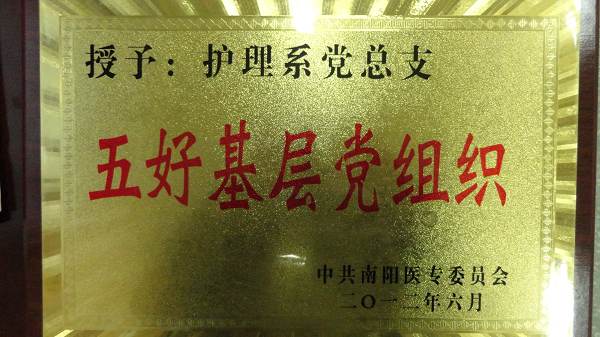 授予：护理系党总支
五好基层党组织
中共南阳医专委员会
二〇一二年六月